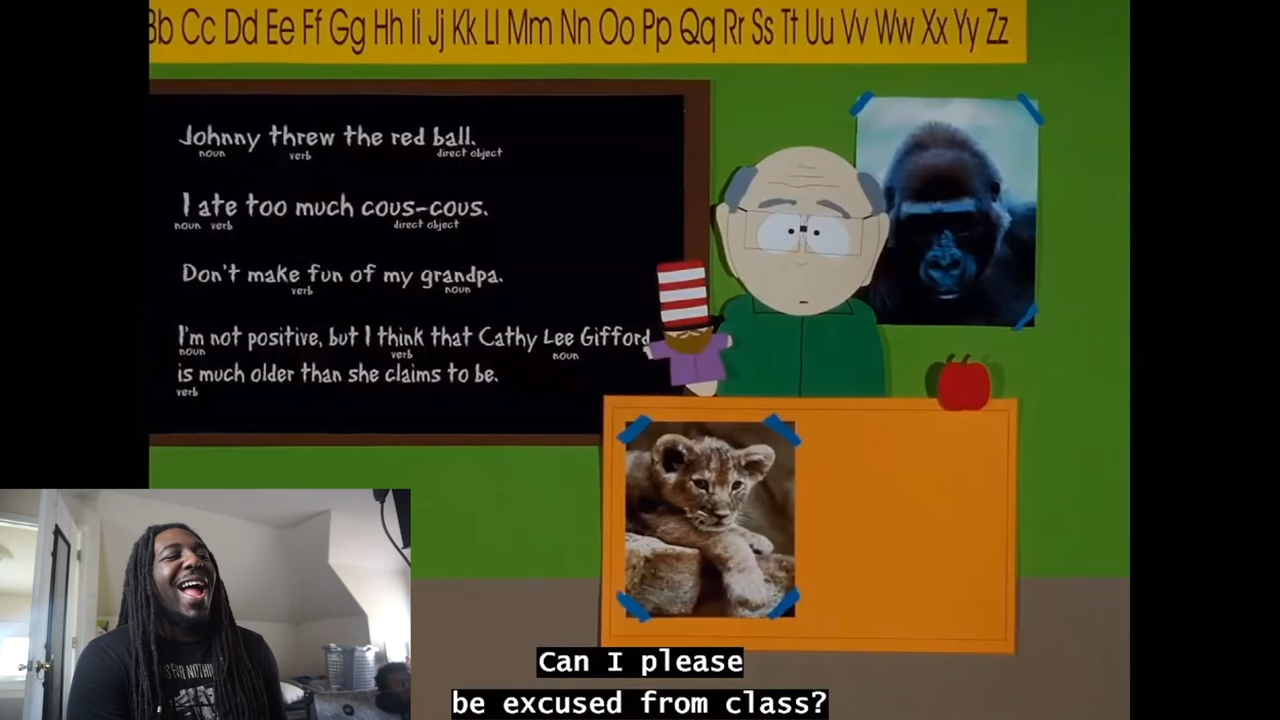 Bb Cc Dd Ee Ff Gg Hh Ii Jj Kk Ll Mm Nn Oo Pp Qq Rr Ss Tt Uu Vv Ww Xx Yy Zz
Johnny threw the red ball.
noun verb direct object
I ate too much cous-cous.
noun verb direct object
Don't make fun of my grandpa.
verb noun
I'm not positive, but I think that Cathy Lee Gifford
noun verb noun
is much older than she claims to be.
verb
FOR NOTHIN
Can I please
be excused from class?